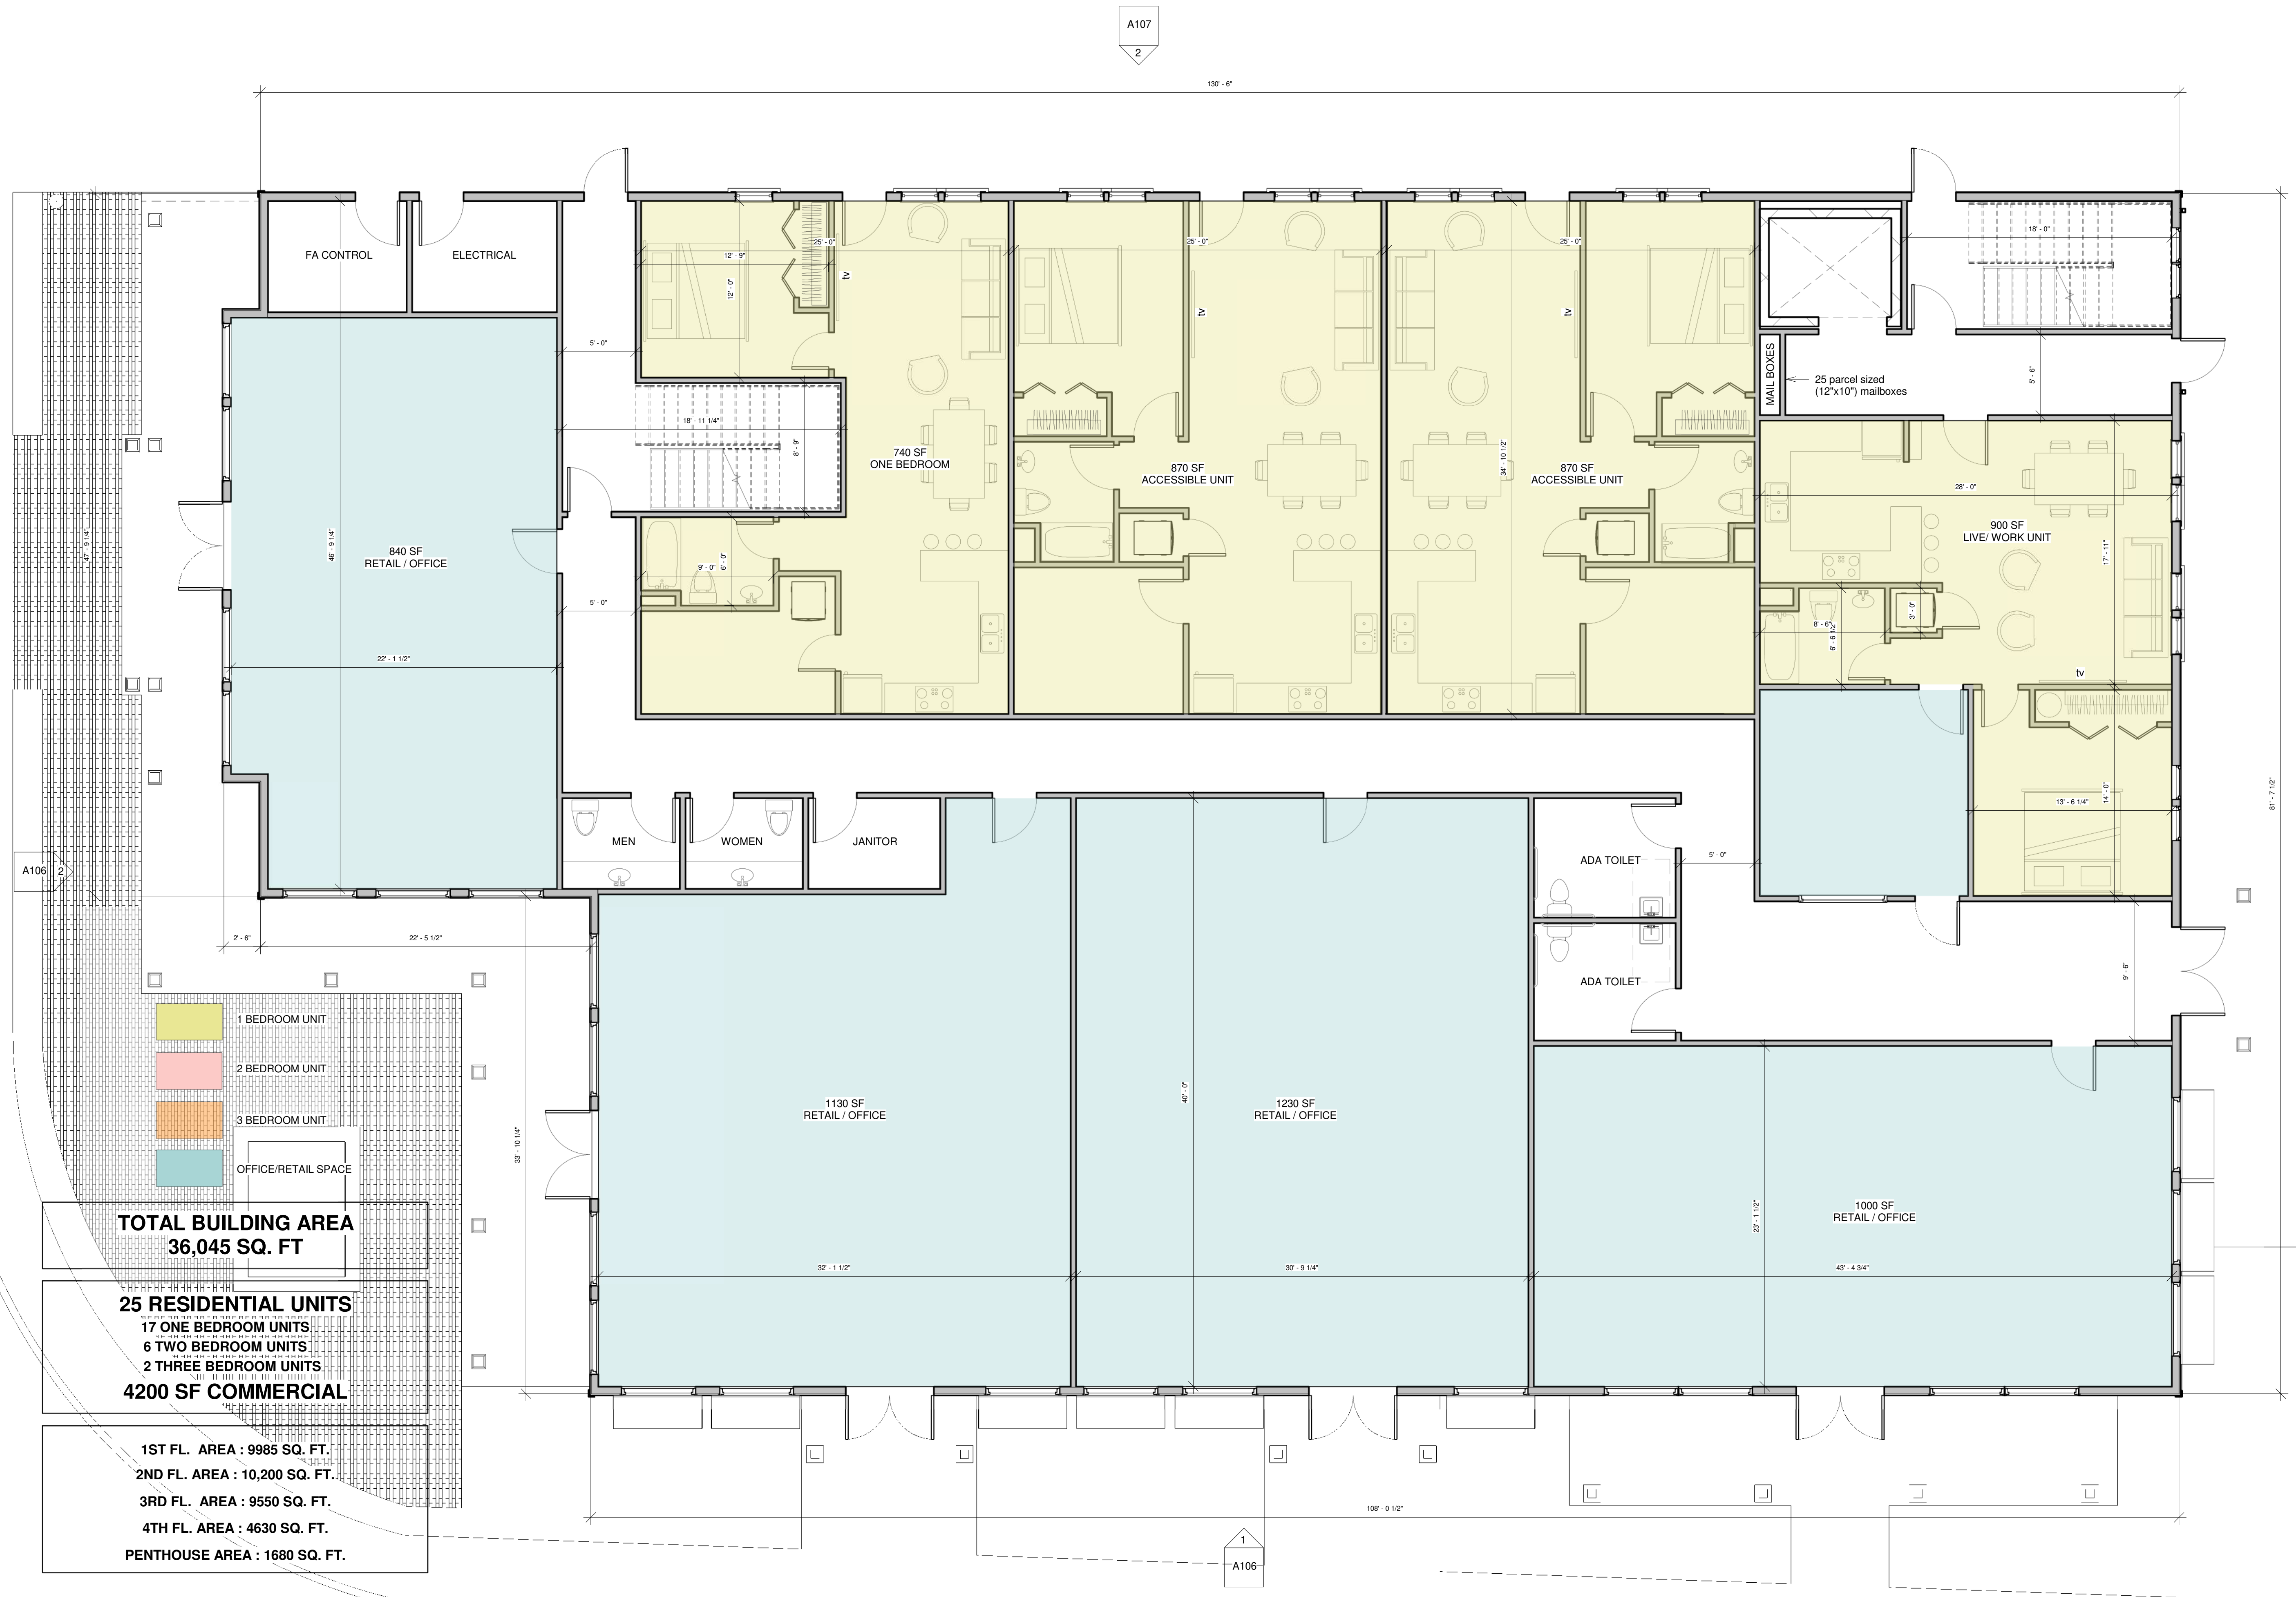 A107
2
130' - 6"
FA CONTROL
ELECTRICAL
25' - 0"
12' - 9"
12' - 0"
tv
25' - 0"
tv
25' - 0"
tv
18' - 0"
5' - 0"
MAIL BOXES
25 parcel sized
(12"x10") mailboxes
5' - 6"
18' - 11 1/4"
8' - 9"
740 SF
ONE BEDROOM
870 SF
ACCESSIBLE UNIT
34' - 10 1/2"
870 SF
ACCESSIBLE UNIT
28' - 0"
900 SF
LIVE/ WORK UNIT
17' - 11"
47' - 9 1/4"
46' - 9 1/4"
840 SF
RETAIL / OFFICE
9' - 0"
6' - 0"
5' - 0"
3' - 0"
8' - 6"
6' - 6 1/2"
22' - 1 1/2"
tv
14' - 0"
13' - 6 1/4"
81' - 7 1/2"
MEN
WOMEN
JANITOR
ADA TOILET
5' - 0"
A106
2
2' - 6"
22' - 5 1/2"
9' - 6"
ADA TOILET
1 BEDROOM UNIT
2 BEDROOM UNIT
3 BEDROOM UNIT
OFFICE/RETAIL SPACE
40' - 0"
1130 SF
RETAIL / OFFICE
1230 SF
RETAIL / OFFICE
33' - 10 1/4"
23' - 1 1/2"
1000 SF
RETAIL / OFFICE
32' - 1 1/2"
30' - 9 1/4"
43' - 4 3/4"
TOTAL BUILDING AREA
36,045 SQ. FT
25 RESIDENTIAL UNITS
17 ONE BEDROOM UNITS
6 TWO BEDROOM UNITS
2 THREE BEDROOM UNITS
4200 SF COMMERCIAL
1ST FL. AREA : 9985 SQ. FT.
2ND FL. AREA : 10,200 SQ. FT.
3RD FL. AREA : 9550 SQ. FT.
4TH FL. AREA : 4630 SQ. FT.
PENTHOUSE AREA : 1680 SQ. FT.
108' - 0 1/2"
1
A106